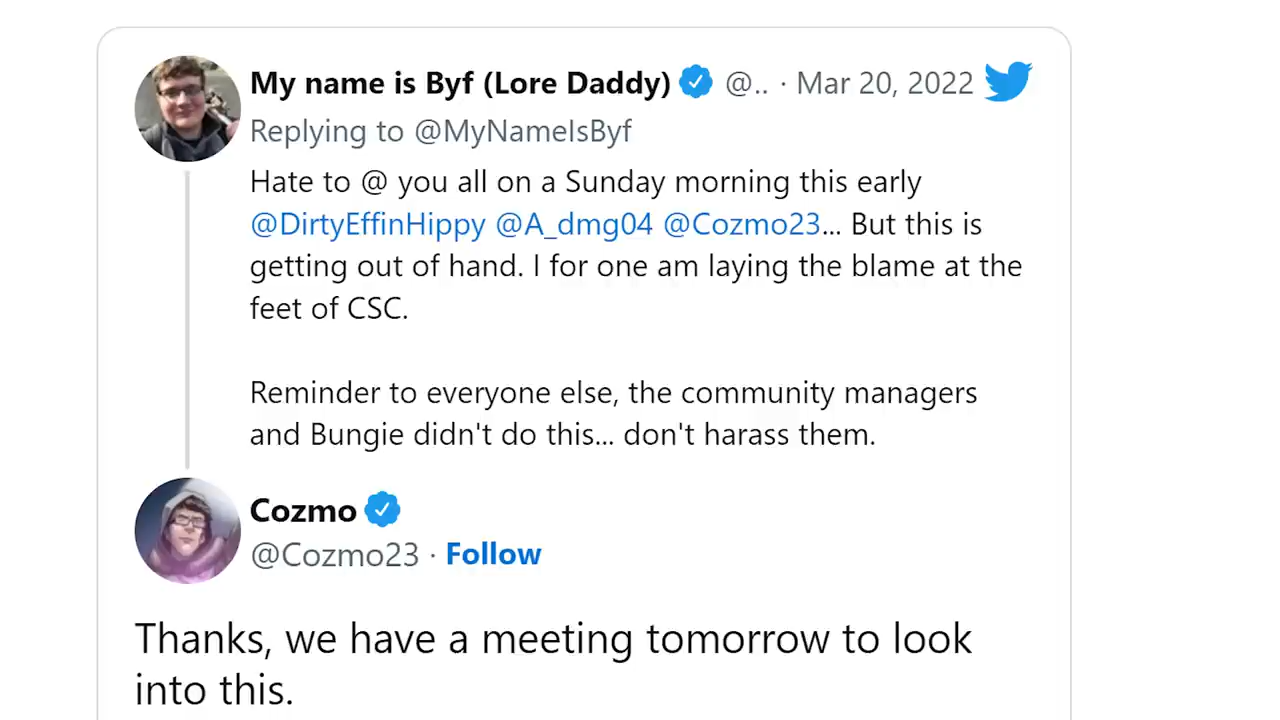 My name is Byf (Lore Daddy) @.. · Mar 20, 2022
Replying to @MyNameIsByf
Hate to @ you all on a Sunday morning this early
@DirtyEffinHippy @A_dmg04 @Cozmo23... But this is
getting out of hand. I for one am laying the blame at the
feet of CSC.
Reminder to everyone else, the community managers
and Bungie didn't do this... don't harass them.
Cozmo
@Cozmo23 · Follow
Thanks, we have a meeting tomorrow to look
into this.